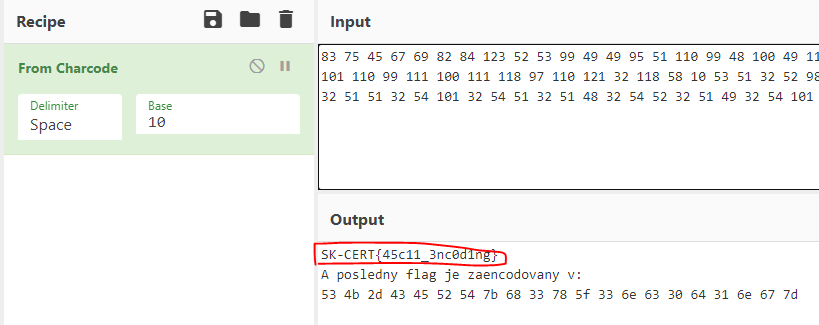 Recipe
From Charcode
Delimiter
Space
Base
10
Input
83 75 45 67 69 82 84 123 52 53 99 49 49 95 51 110 99 48 100 49 11
101 110 99 111 100 111 118 97 110 121 32 118 58 10 53 51 32 52 98
32 51 51 32 54 101 32 54 51 32 51 48 32 54 52 32 51 49 32 54 101
Output
SK-CERT{45c11_3nc0d1ng}
A posledny flag je zaencodovany v:
53 4b 2d 43 45 52 54 7b 68 33 78 5f 33 6e 63 30 64 31 6e 67 7d